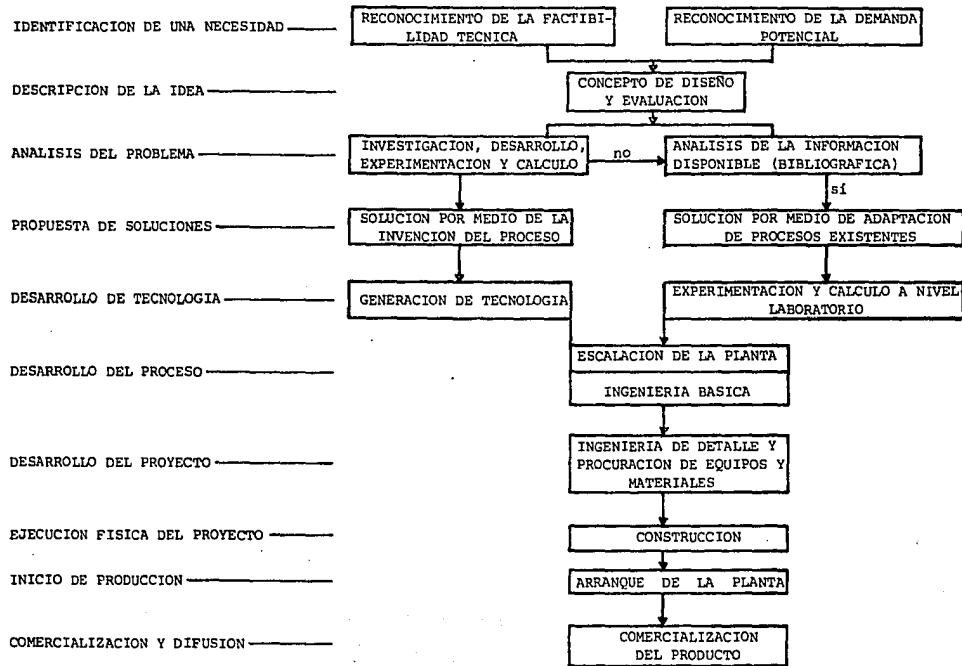 IDENTIFICACION DE UNA NECESIDAD
RECONOCIMIENTO DE LA FACTIBI-
LIDAD TECNICA
RECONOCIMIENTO DE LA DEMANDA
POTENCIAL
DESCRIPCION DE LA IDEA
CONCEPTO DE DISEÑO
Y EVALUACION
ANALISIS DEL PROBLEMA
INVESTIGACION, DESARROLLO,
EXPERIMENTACION Y CALCULO
no
ANALISIS DE LA INFORMACION
DISPONIBLE (BIBLIOGRAFICA)
sí
PROPUESTA DE SOLUCIONES
SOLUCION POR MEDIO DE LA
INVENCION DEL PROCESO
SOLUCION POR MEDIO DE ADAPTACION
DE PROCESOS EXISTENTES
DESARROLLO DE TECNOLOGIA
GENERACION DE TECNOLOGIA
EXPERIMENTACION Y CALCULO A NIVEL
LABORATORIO
DESARROLLO DEL PROCESO
ESCALACION DE LA PLANTA
INGENIERIA BASICA
DESARROLLO DEL PROYECTO
INGENIERIA DE DETALLE Y
PROCURACION DE EQUIPOS Y
MATERIALES
EJECUCION FISICA DEL PROYECTO
CONSTRUCCION
INICIO DE PRODUCCION
ARRANQUE DE LA PLANTA
COMERCIALIZACION Y DIFUSION
COMERCIALIZACION
DEL PRODUCTO